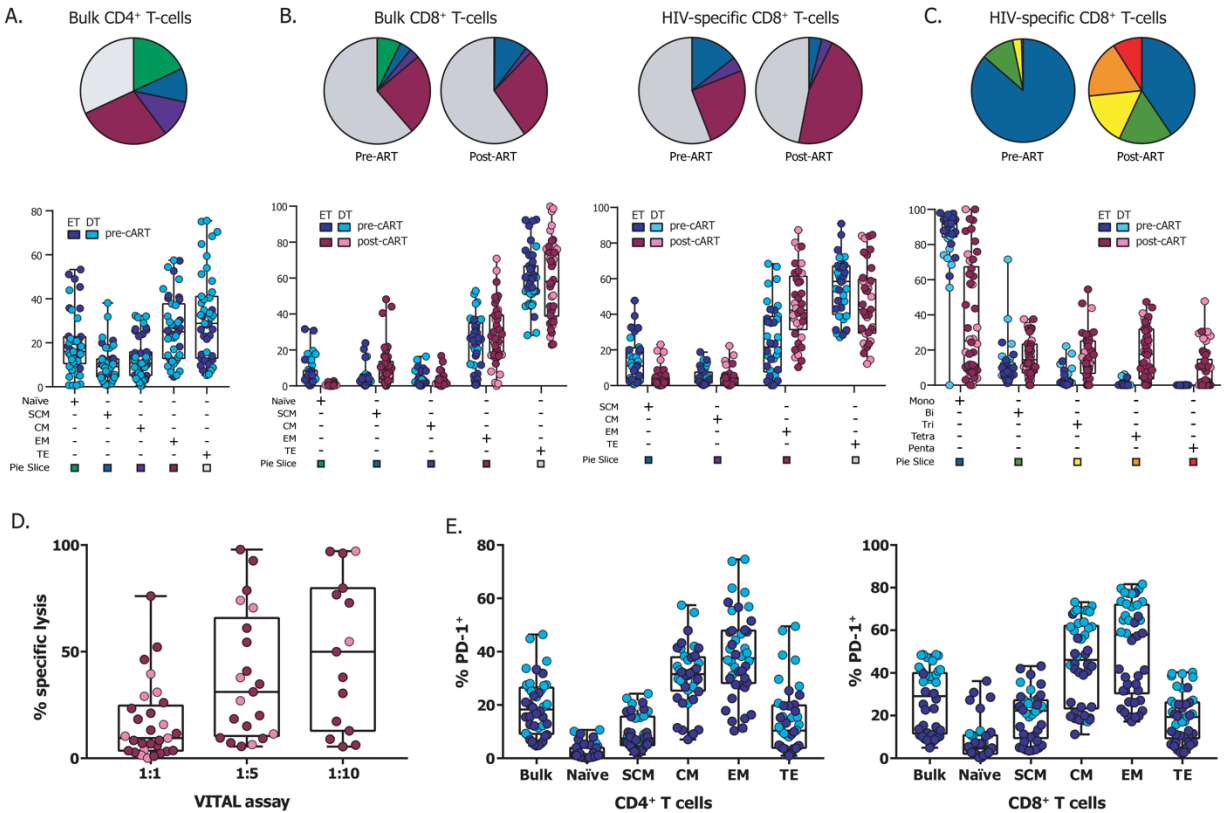 A.
Bulk CD4⁺ T-cells
80
60
40
20
0
ET DT
pre-cART
Naïve + - - - -
SCM - + - - -
CM - - + - -
EM - - - + -
TE - - - - +
Pie Slice
B.
Bulk CD8⁺ T-cells
Pre-ART
Post-ART
100
80
60
40
20
0
ET DT
pre-cART
post-cART
Naïve + - - - -
SCM - + - - -
CM - - + - -
EM - - - + -
TE - - - - +
Pie Slice
HIV-specific CD8⁺ T-cells
Pre-ART
Post-ART
100
80
60
40
20
0
ET DT
pre-cART
post-cART
SCM + - - -
CM - + - -
EM - - + -
TE - - - +
Pie Slice
C.
HIV-specific CD8⁺ T-cells
Pre-ART
Post-ART
100
80
60
40
20
0
ET DT
pre-cART
post-cART
Mono + - - - -
Bi - + - - -
Tri - - + - -
Tetra - - - + -
Penta - - - - +
Pie Slice
D.
% specific lysis
100
50
0
1:1 1:5 1:10
VITAL assay
E.
% PD-1⁺
80
60
40
20
0
Bulk Naïve SCM CM EM TE
CD4⁺ T cells
% PD-1⁺
100
80
60
40
20
0
Bulk Naïve SCM CM EM TE
CD8⁺ T cells